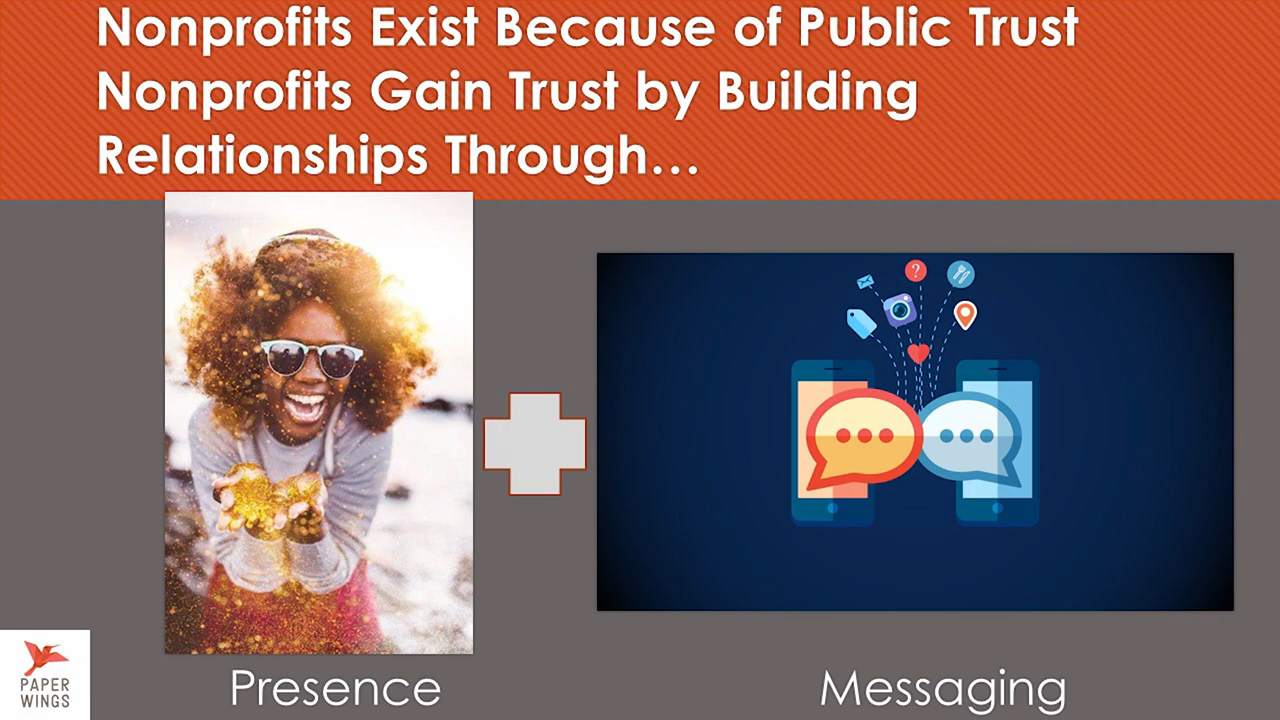 Nonprofits Exist Because of Public Trust
Nonprofits Gain Trust by Building
Relationships Through…
?
Presence
Messaging
PAPER
WINGS